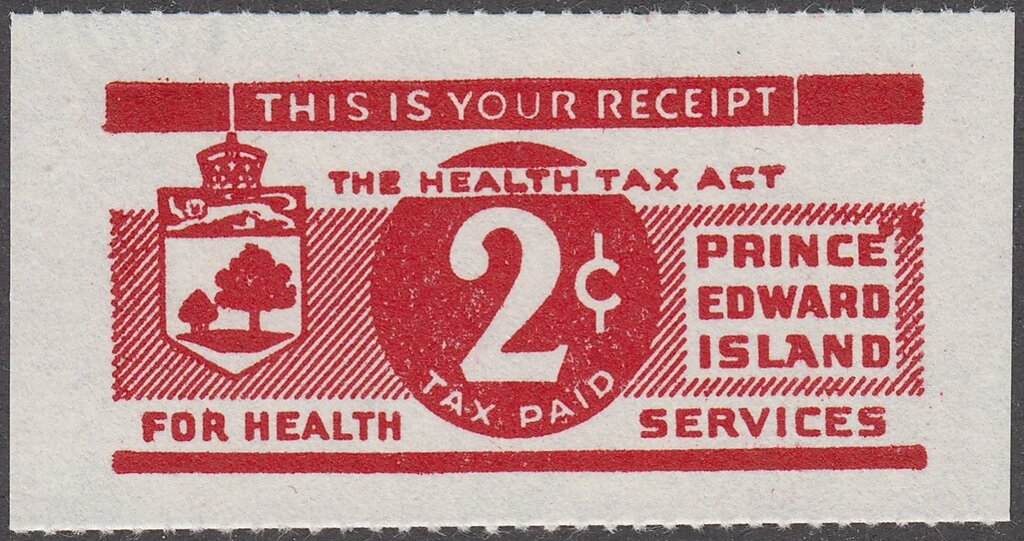 THIS IS YOUR RECEIPT
THE HEALTH TAX ACT
2¢
PRINCE
EDWARD
ISLAND
TAX PAID
FOR HEALTH SERVICES